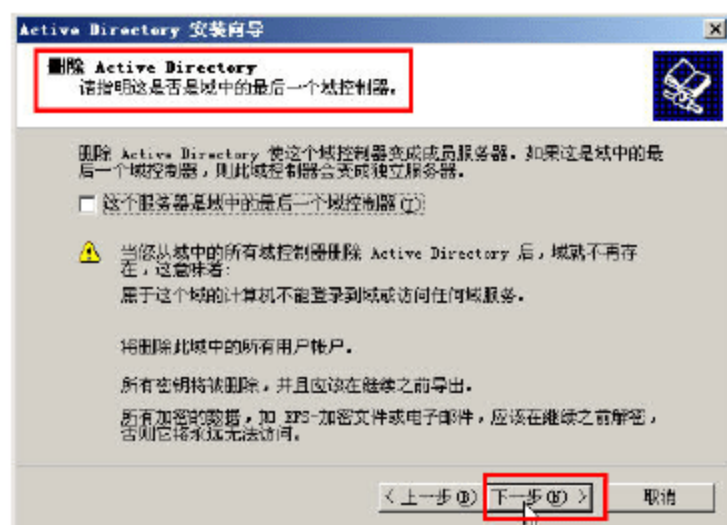 Active Directory 安装向导
删除 Active Directory
请指明这是否是域中的最后一个域控制器。
删除 Active Directory 使这个域控制器变成成员服务器。如果这是域中的最
后一个域控制器，则此域控制器会变成独立服务器。
这个服务器是域中的最后一个域控制器(T)
当您从域中的所有域控制器删除 Active Directory 后，域就不再存
在，这意味着:
属于这个域的计算机不能登录到域或访问任何域服务。
将删除此域中的所有用户帐户。
所有密钥将被删除，并且应该在继续之前导出。
所有加密的数据，如 EFS-加密文件或电子邮件，应该在继续之前解密，
否则它将永远无法访问。
< 上一步(B) 下一步(N) > 取消